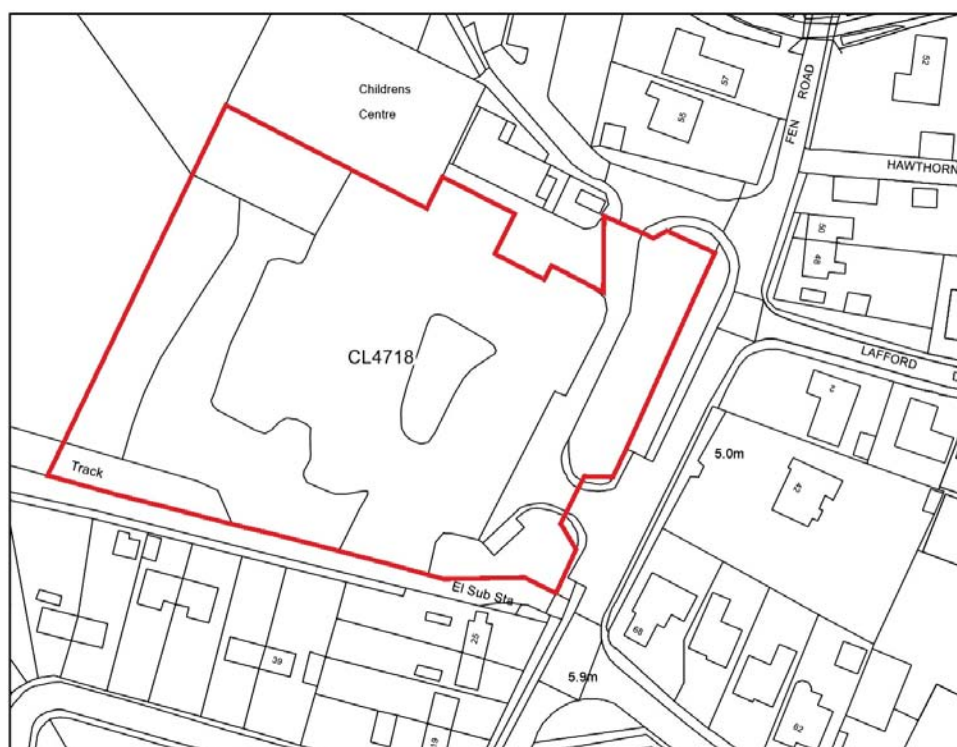 Childrens
Centre
57
55
52
FEN ROAD
HAWTHORN
50
48
CL4718
LAFFORD
D
2
5.0m
42
Track
El Sub Sta
68
25
39
5.9m
62
19